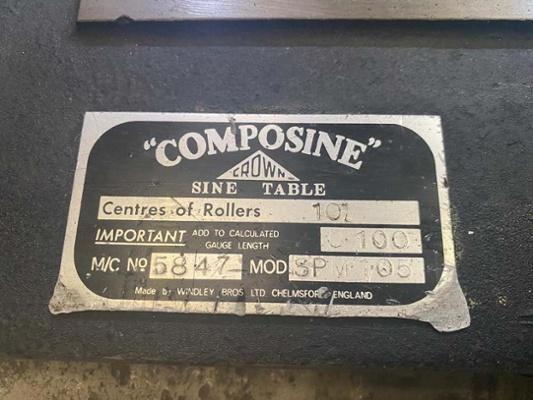 "COMPOSINE"
CROWN
SINE TABLE
Centres of Rollers 10"
IMPORTANT ADD TO CALCULATED GAUGE LENGTH 0·100
M/C Nº 5847 MOD SP 105
Made by WINDLEY BROS LTD CHELMSFORD ENGLAND